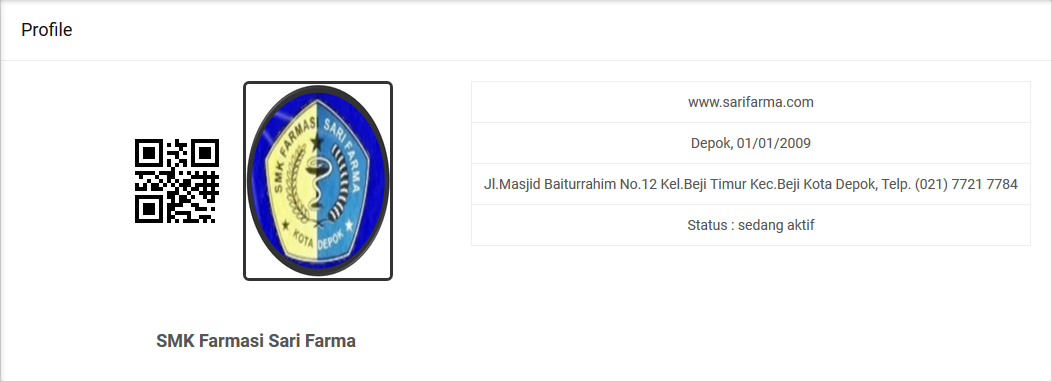 Profile
SMK FARMASI SARI FARMA
KOTA DEPOK
SMK Farmasi Sari Farma
www.sarifarma.com
Depok, 01/01/2009
Jl.Masjid Baiturrahim No.12 Kel.Beji Timur Kec.Beji Kota Depok, Telp. (021) 7721 7784
Status : sedang aktif